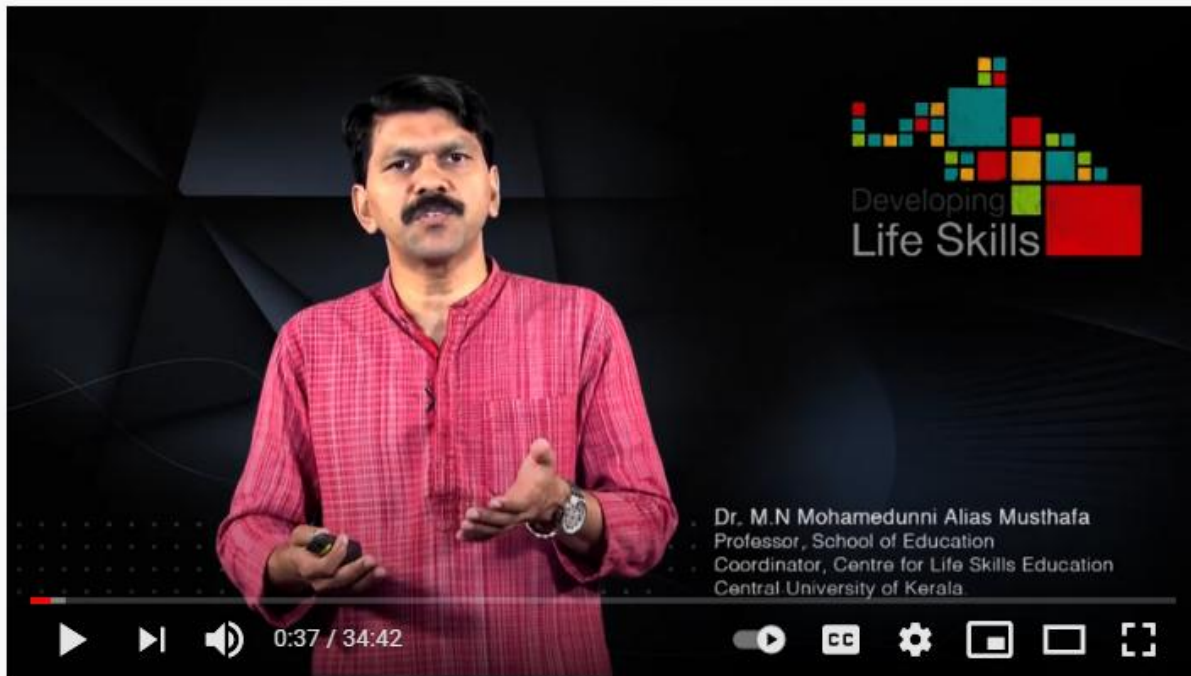 Developing
Life Skills
Dr. M.N Mohamedunni Alias Musthafa
Professor, School of Education
Coordinator, Centre for Life Skills Education
Central University of Kerala
0:37 / 34:42
CC